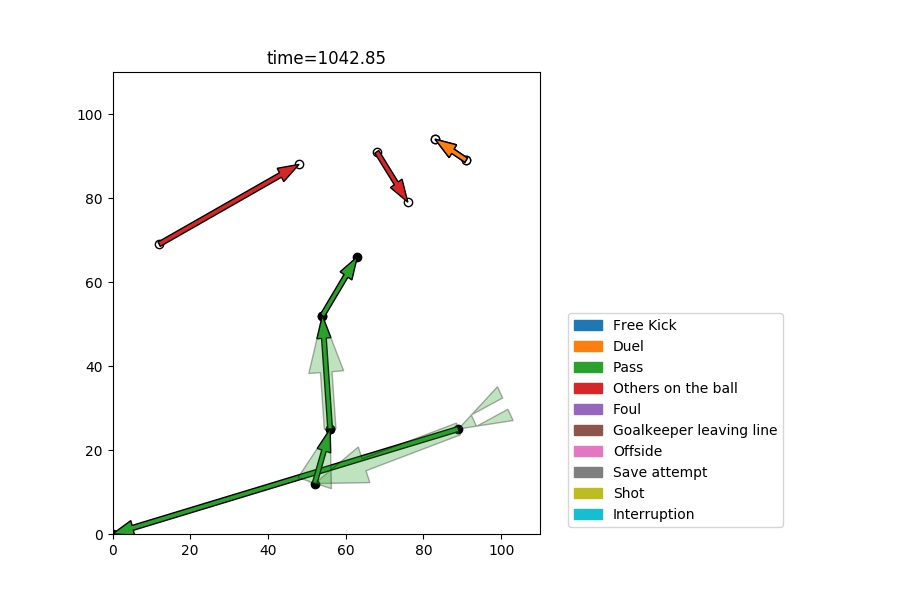 time=1042.85
100
80
60
40
20
0
0 20 40 60 80 100
Free Kick
Duel
Pass
Others on the ball
Foul
Goalkeeper leaving line
Offside
Save attempt
Shot
Interruption